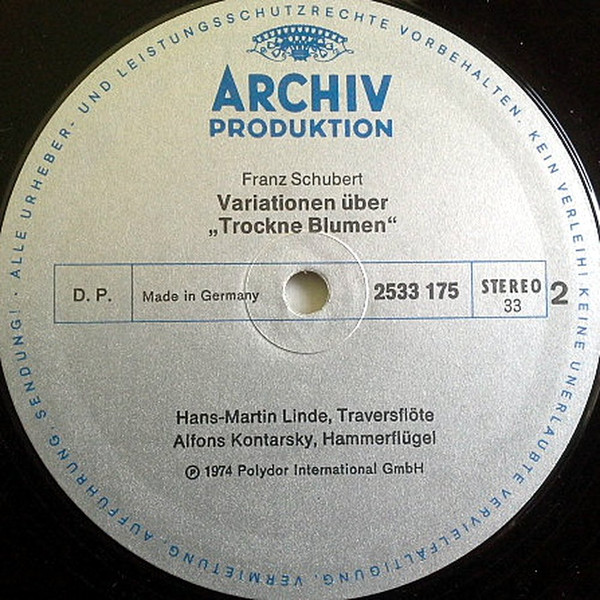 ALLE URHEBER- UND LEISTUNGSSCHUTZRECHTE VORBEHALTEN. KEIN VERLEIH! KEINE UNERLAUBTE VERVIELFÄLTIGUNG, VERMIETUNG, AUFFÜHRUNG, SENDUNG! ·
ARCHIV
PRODUKTION
Franz Schubert
Variationen über
„Trockne Blumen“
D. P.
Made in Germany
2533 175
STEREO
33
2
Hans-Martin Linde, Traversflöte
Alfons Kontarsky, Hammerflügel
Ⓟ 1974 Polydor International GmbH